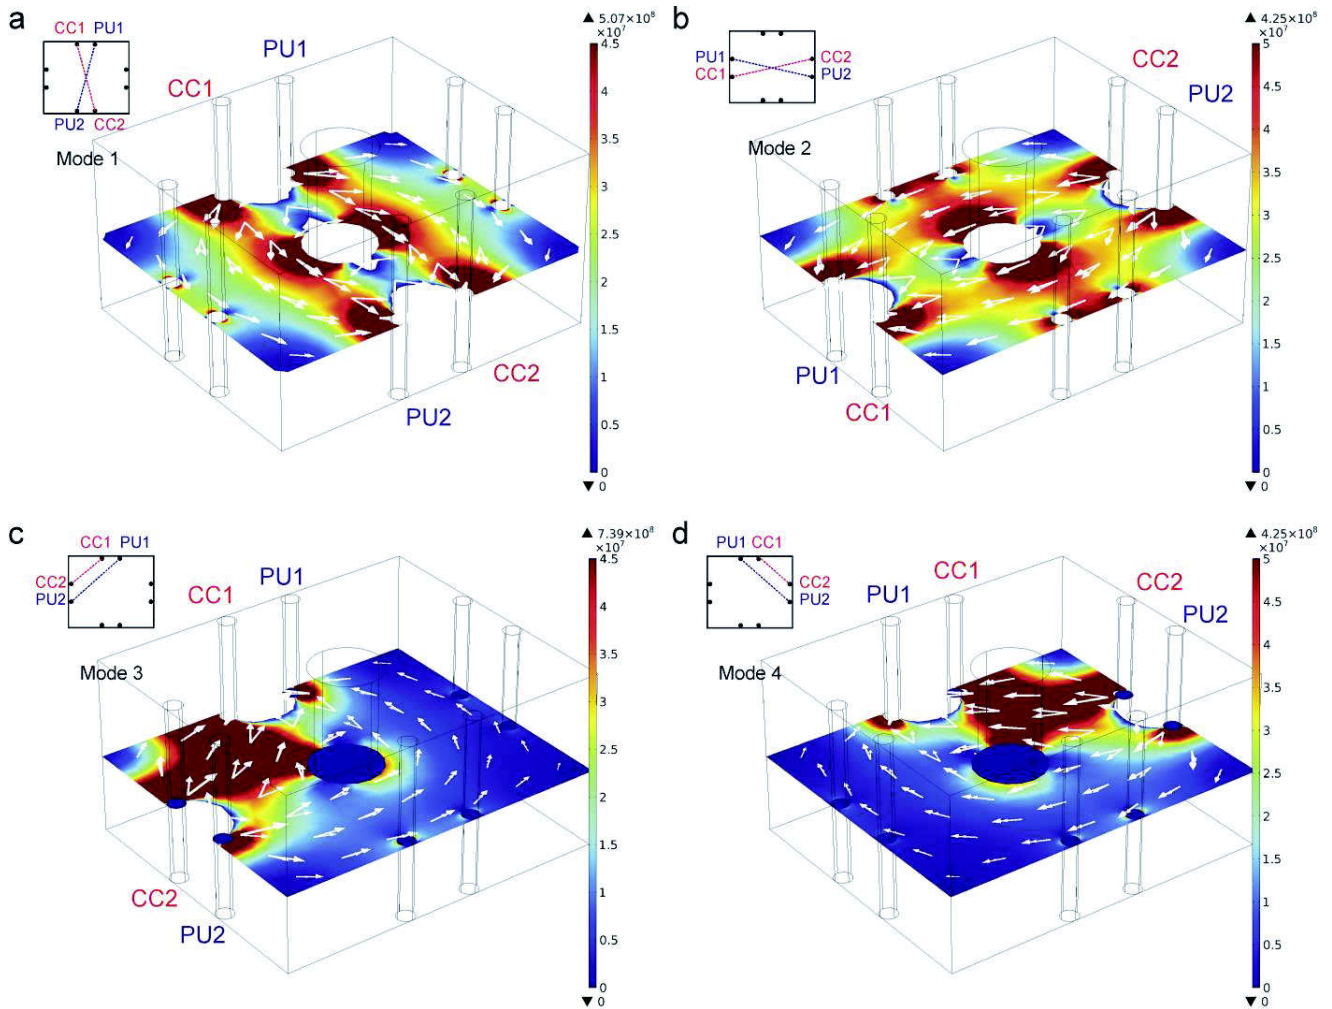 a
CC1 PU1
PU2 CC2
Mode 1
CC1
PU1
CC2
PU2
▲ 5.07×10⁸
×10⁷
4.5
4
3.5
3
2.5
2
1.5
1
0.5
0
▼ 0
b
PU1 CC2
CC1 PU2
Mode 2
CC2
PU2
PU1
CC1
▲ 4.25×10⁸
×10⁷
5
4.5
4
3.5
3
2.5
2
1.5
1
0.5
0
▼ 0
c
CC1 PU1
CC2
PU2
Mode 3
CC1
PU1
CC2
PU2
▲ 7.39×10⁸
×10⁷
4.5
4
3.5
3
2.5
2
1.5
1
0.5
0
▼ 0
d
PU1 CC1
CC2
PU2
Mode 4
PU1
CC1
CC2
PU2
▲ 4.25×10⁸
×10⁷
5
4.5
4
3.5
3
2.5
2
1.5
1
0.5
0
▼ 0